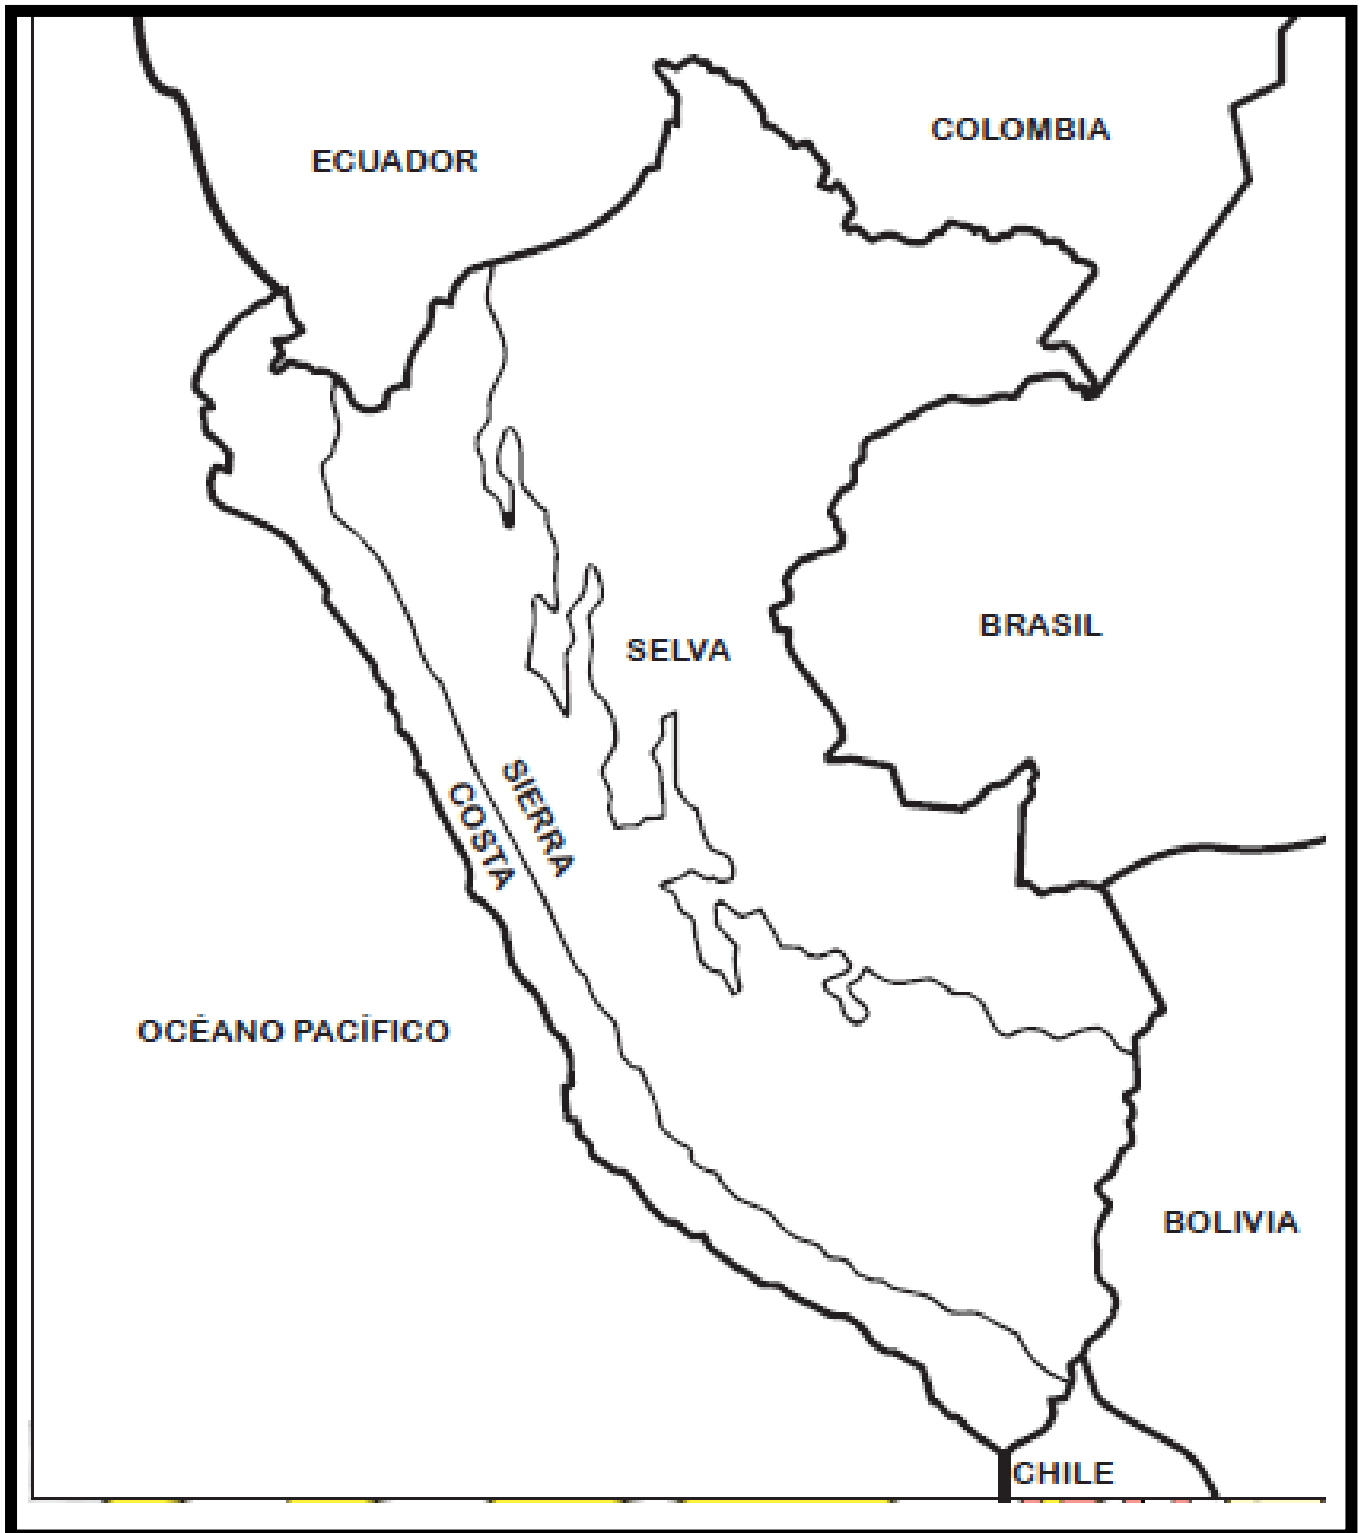 COLOMBIA
ECUADOR
BRASIL
SELVA
SIERRA
COSTA
OCÉANO PACÍFICO
BOLIVIA
CHILE